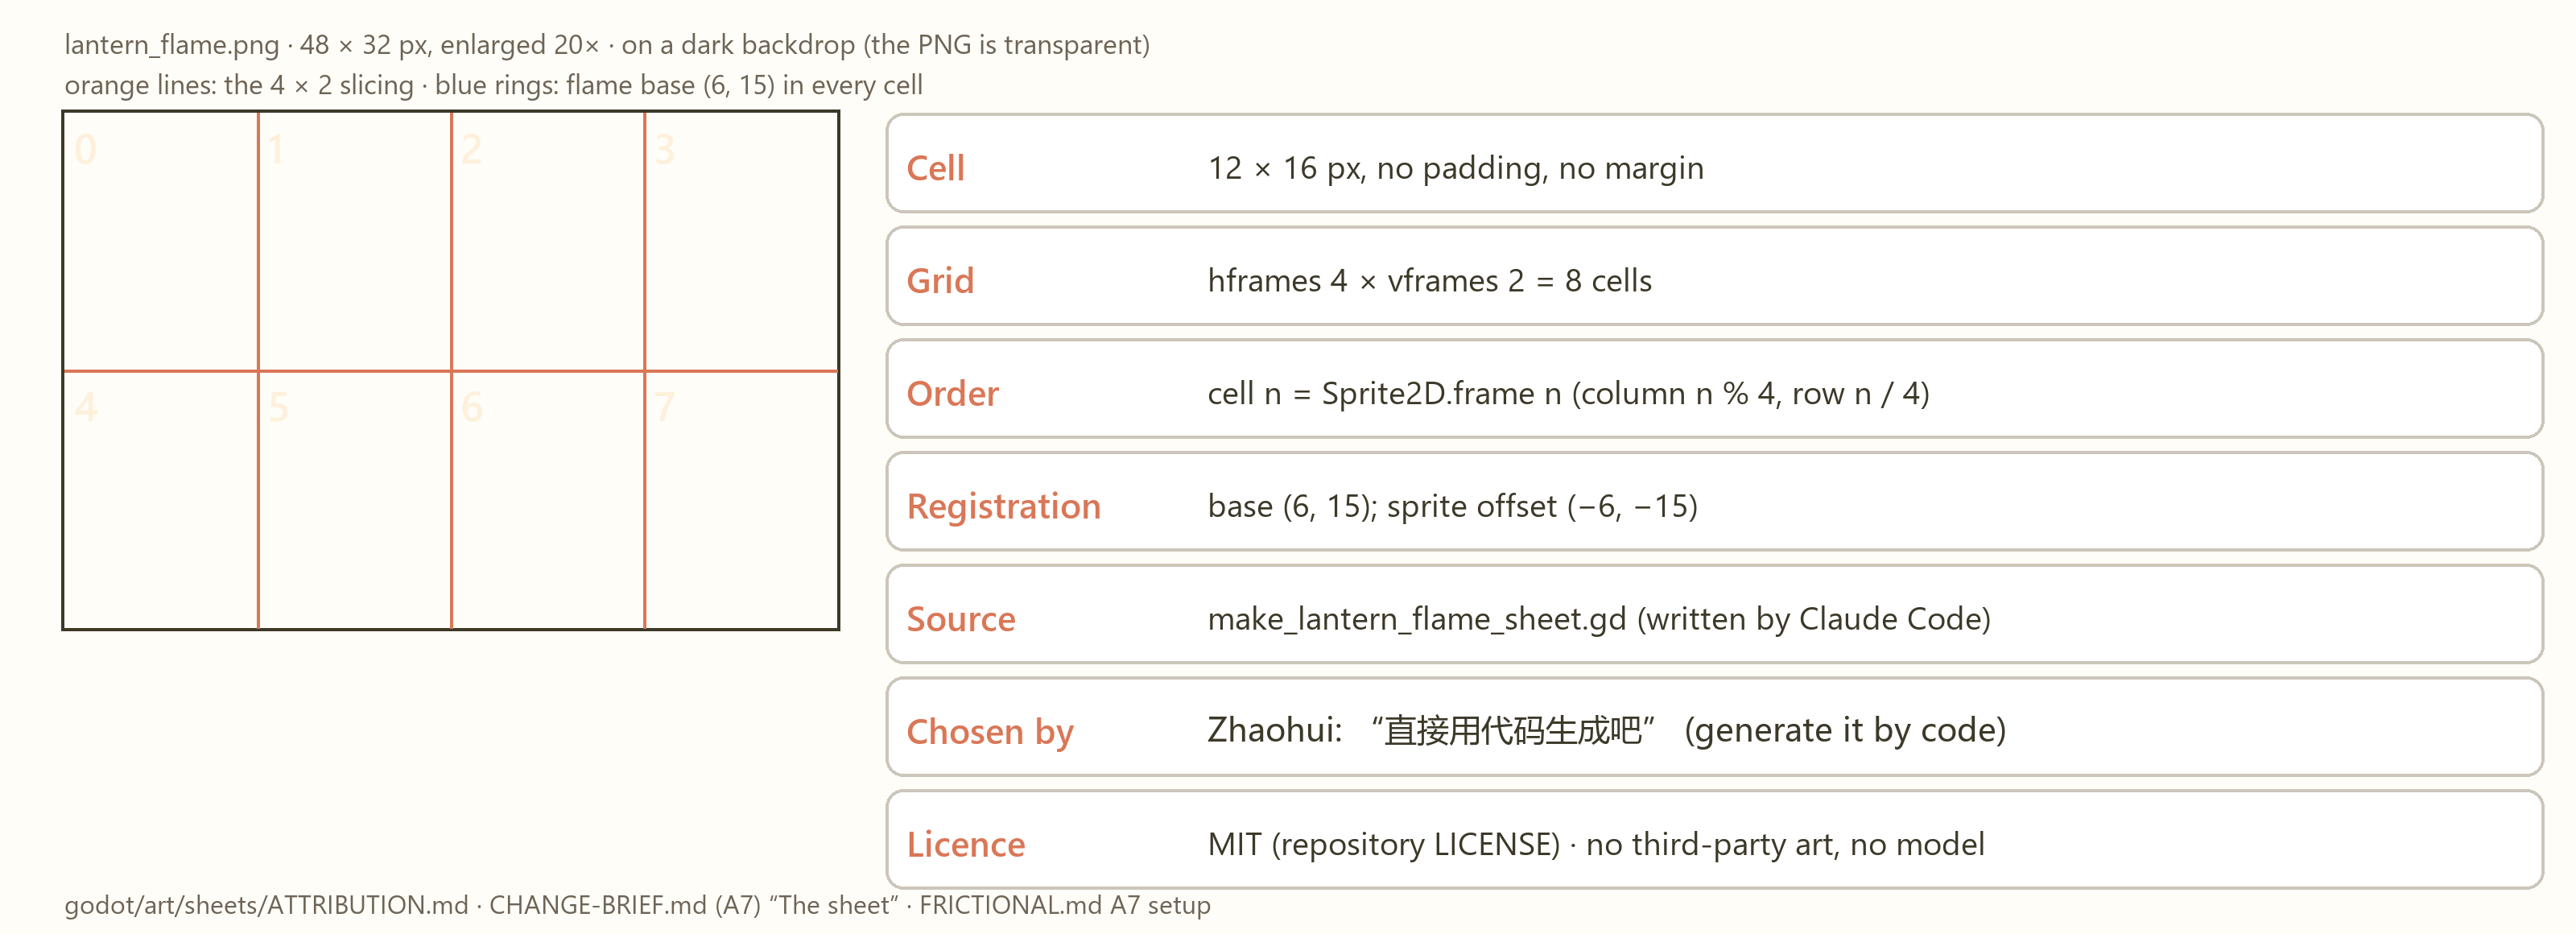 lantern_flame.png · 48 × 32 px, enlarged 20× · on a dark backdrop (the PNG is transparent)
orange lines: the 4 × 2 slicing · blue rings: flame base (6, 15) in every cell
0 1 2 3
4 5 6 7
Cell 12 × 16 px, no padding, no margin
Grid hframes 4 × vframes 2 = 8 cells
Order cell n = Sprite2D.frame n (column n % 4, row n / 4)
Registration base (6, 15); sprite offset (−6, −15)
Source make_lantern_flame_sheet.gd (written by Claude Code)
Chosen by Zhaohui: “直接用代码生成吧” (generate it by code)
Licence MIT (repository LICENSE) · no third-party art, no model
godot/art/sheets/ATTRIBUTION.md · CHANGE-BRIEF.md (A7) “The sheet” · FRICTIONAL.md A7 setup